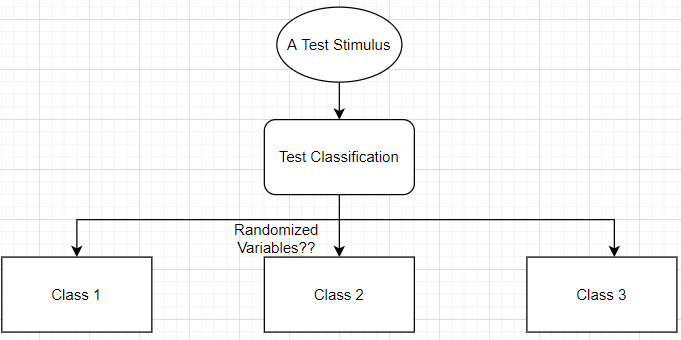 A Test Stimulus
Test Classification
Randomized
Variables??
Class 1
Class 2
Class 3